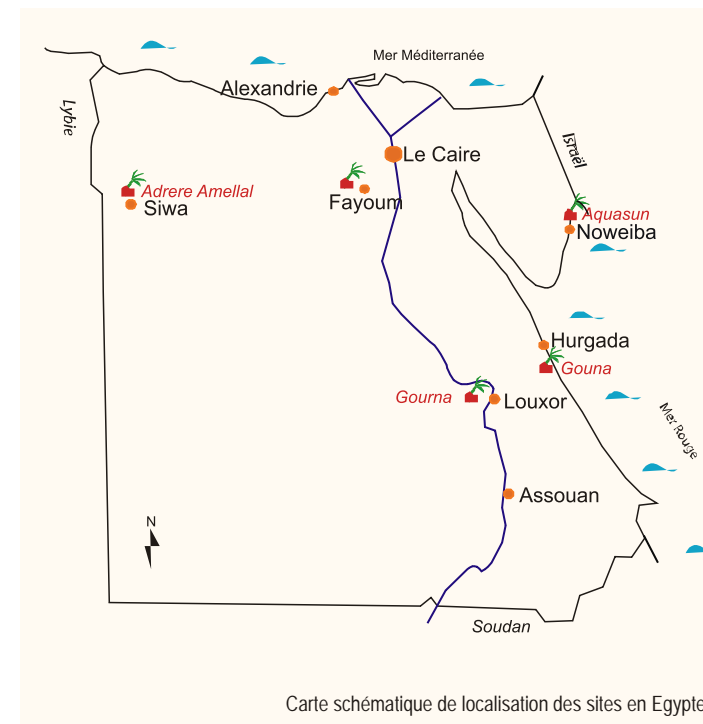 Mer Méditerranée
Alexandrie
Lybie
Israël
Le Caire
Adrere Amellal
Siwa
Fayoum
Aquasun
Noweiba
Hurgada
Gouna
Gourna
Louxor
Mer Rouge
Assouan
N
Soudan
Carte schématique de localisation des sites en Egypte